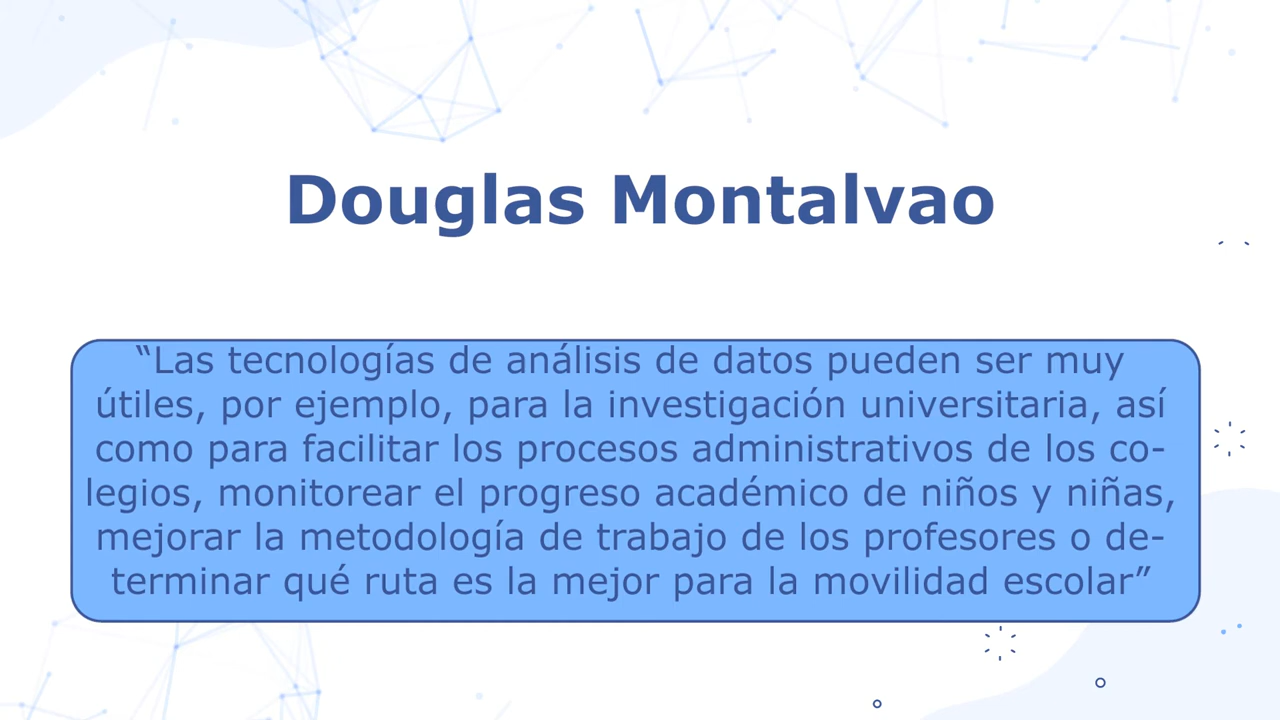 Douglas Montalvao
“Las tecnologías de análisis de datos pueden ser muy
útiles, por ejemplo, para la investigación universitaria, así
como para facilitar los procesos administrativos de los co-
legios, monitorear el progreso académico de niños y niñas,
mejorar la metodología de trabajo de los profesores o de-
terminar qué ruta es la mejor para la movilidad escolar”